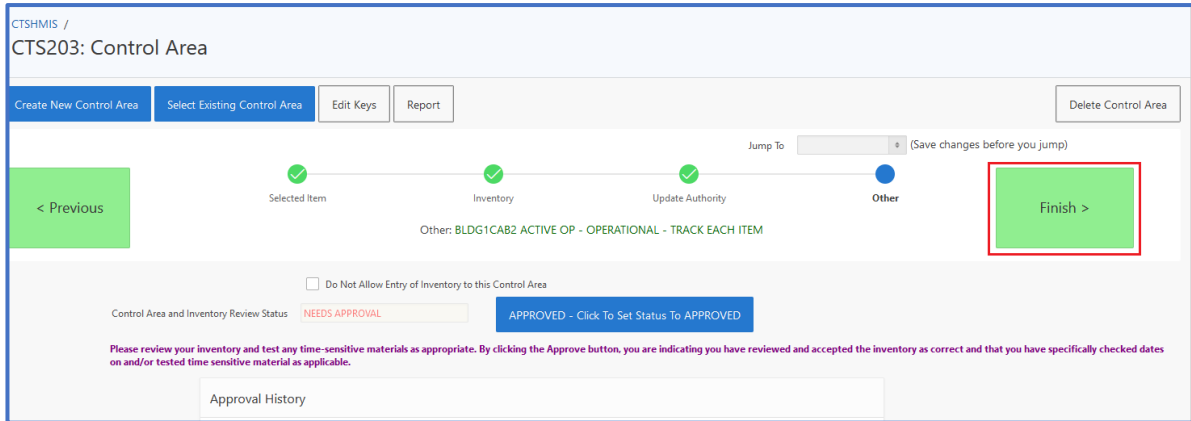 CTSHMIS /
CTS203: Control Area
Create New Control Area
Select Existing Control Area
Edit Keys
Report
Delete Control Area
Jump To
(Save changes before you jump)
< Previous
Selected Item
Inventory
Update Authority
Other
Finish >
Other: BLDG1CAB2 ACTIVE OP - OPERATIONAL - TRACK EACH ITEM
Do Not Allow Entry of Inventory to this Control Area
Control Area and Inventory Review Status
NEEDS APPROVAL
APPROVED - Click To Set Status To APPROVED
Please review your inventory and test any time-sensitive materials as appropriate. By clicking the Approve button, you are indicating you have reviewed and accepted the inventory as correct and that you have specifically checked dates
on and/or tested time sensitive material as applicable.
Approval History